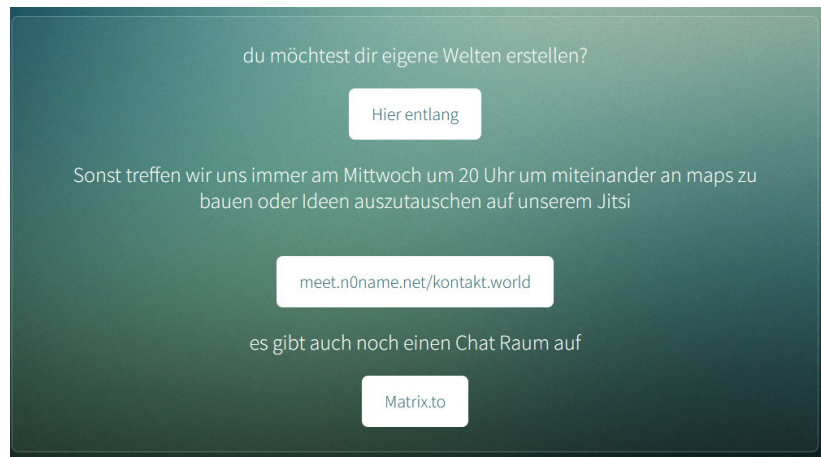 du möchtest dir eigene Welten erstellen?
Hier entlang
Sonst treffen wir uns immer am Mittwoch um 20 Uhr um miteinander an maps zu
bauen oder Ideen auszutauschen auf unserem Jitsi
meet.n0name.net/kontakt.world
es gibt auch noch einen Chat Raum auf
Matrix.to